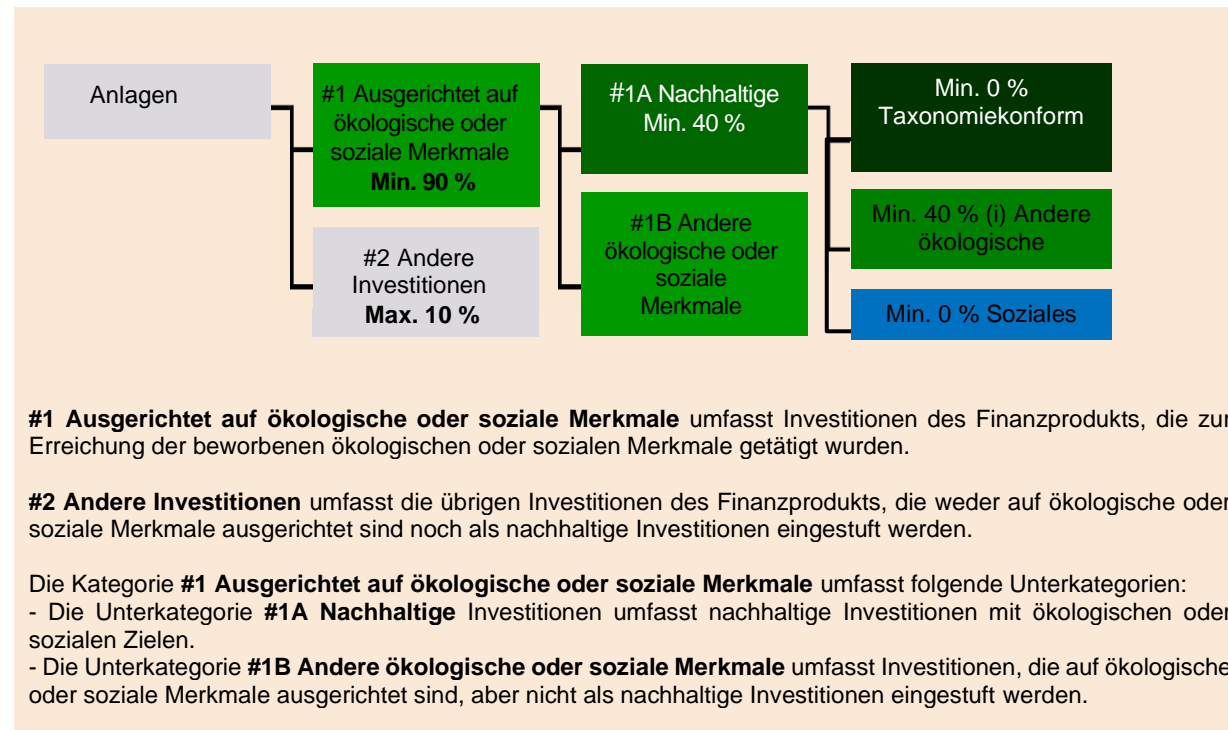 Anlagen
#1 Ausgerichtet auf
ökologische oder
soziale Merkmale
Min. 90 %
#2 Andere
Investitionen
Max. 10 %
#1A Nachhaltige
Min. 40 %
#1B Andere
ökologische oder
soziale
Merkmale
Min. 0 %
Taxonomiekonform
Min. 40 % (i) Andere
ökologische
Min. 0 % Soziales
#1 Ausgerichtet auf ökologische oder soziale Merkmale umfasst Investitionen des Finanzprodukts, die zur
Erreichung der beworbenen ökologischen oder sozialen Merkmale getätigt wurden.
#2 Andere Investitionen umfasst die übrigen Investitionen des Finanzprodukts, die weder auf ökologische oder
soziale Merkmale ausgerichtet sind noch als nachhaltige Investitionen eingestuft werden.
Die Kategorie #1 Ausgerichtet auf ökologische oder soziale Merkmale umfasst folgende Unterkategorien:
- Die Unterkategorie #1A Nachhaltige Investitionen umfasst nachhaltige Investitionen mit ökologischen oder
sozialen Zielen.
- Die Unterkategorie #1B Andere ökologische oder soziale Merkmale umfasst Investitionen, die auf ökologische
oder soziale Merkmale ausgerichtet sind, aber nicht als nachhaltige Investitionen eingestuft werden.